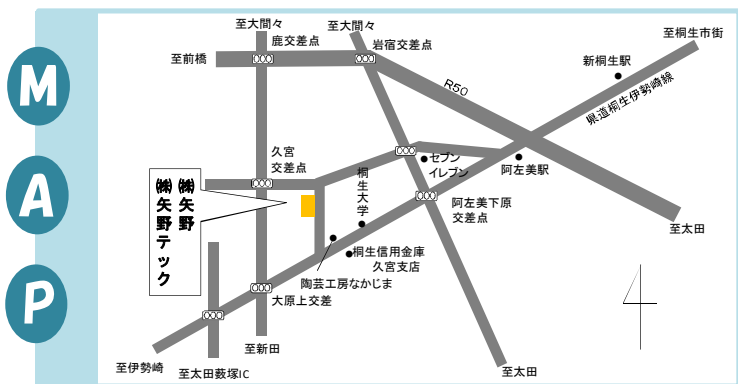 M
A
P
至大間々
至大間々
鹿交差点
岩宿交差点
至前橋
至桐生市街
新桐生駅
R50
県道桐生伊勢崎線
久宮
交差点
セブン
イレブン
阿左美駅
桐生大学
㈱矢野
㈱矢野テック
阿左美下原
交差点
至太田
桐生信用金庫
久宮支店
陶芸工房なかじま
大原上交差
至新田
至伊勢崎
至太田藪塚IC
至太田